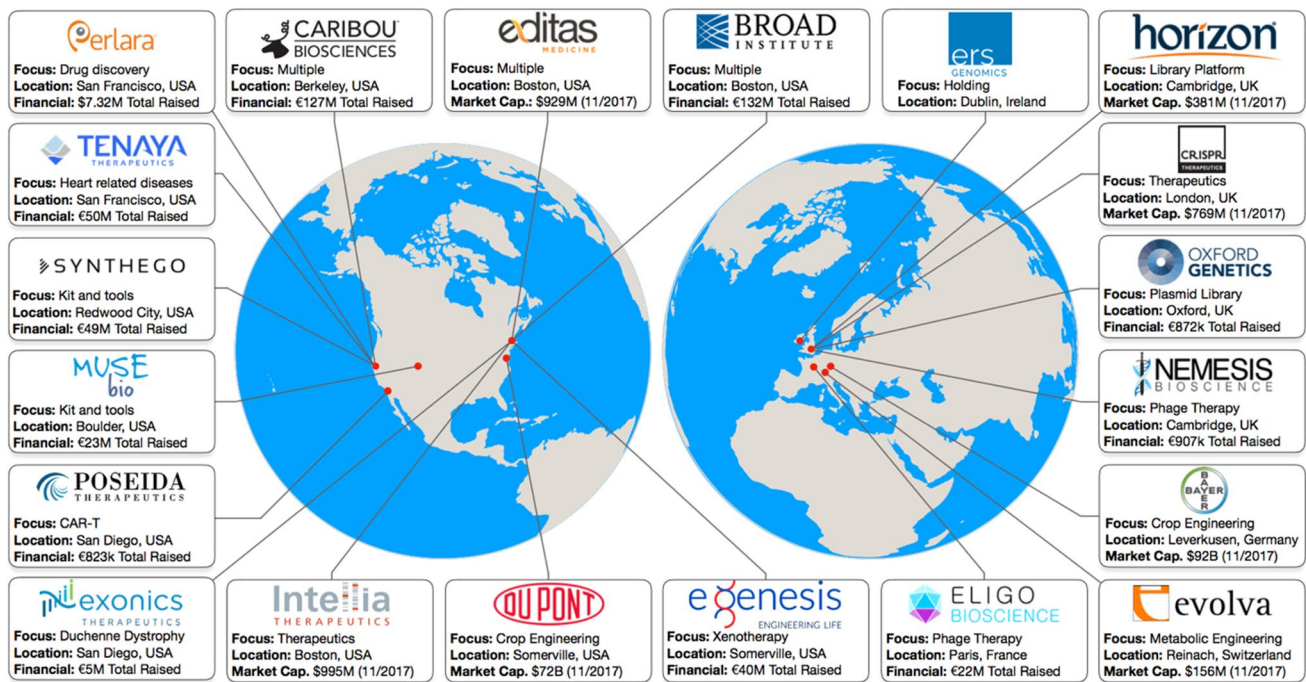 Perlara
Focus: Drug discovery
Location: San Francisco, USA
Financial: $7.32M Total Raised
CARIBOU
BIOSCIENCES
Focus: Multiple
Location: Berkeley, USA
Financial: €127M Total Raised
editas
MEDICINE
Focus: Multiple
Location: Boston, USA
Market Cap.: $929M (11/2017)
BROAD
INSTITUTE
Focus: Multiple
Location: Boston, USA
Financial: €132M Total Raised
ers
GENOMICS
Focus: Holding
Location: Dublin, Ireland
horizon
Focus: Library Platform
Location: Cambridge, UK
Market Cap. $381M (11/2017)
TENAYA
THERAPEUTICS
Focus: Heart related diseases
Location: San Francisco, USA
Financial: €50M Total Raised
CRISPR
THERAPEUTICS
Focus: Therapeutics
Location: London, UK
Market Cap. $769M (11/2017)
SYNTHEGO
Focus: Kit and tools
Location: Redwood City, USA
Financial: €49M Total Raised
OXFORD
GENETICS
Focus: Plasmid Library
Location: Oxford, UK
Financial: €872k Total Raised
MUSE
bio
Focus: Kit and tools
Location: Boulder, USA
Financial: €23M Total Raised
NEMESIS
BIOSCIENCE
Focus: Phage Therapy
Location: Cambridge, UK
Financial: €907k Total Raised
POSEIDA
THERAPEUTICS
Focus: CAR-T
Location: San Diego, USA
Financial: €823k Total Raised
BAYER
BAYER
Focus: Crop Engineering
Location: Leverkusen, Germany
Market Cap. $92B (11/2017)
exonics
THERAPEUTICS
Focus: Duchenne Dystrophy
Location: San Diego, USA
Financial: €5M Total Raised
Intellia
THERAPEUTICS
Focus: Therapeutics
Location: Boston, USA
Market Cap. $995M (11/2017)
DUPONT
Focus: Crop Engineering
Location: Somerville, USA
Market Cap. $72B (11/2017)
egenesis
ENGINEERING LIFE
Focus: Xenotherapy
Location: Somerville, USA
Financial: €40M Total Raised
ELIGO
BIOSCIENCE
Focus: Phage Therapy
Location: Paris, France
Financial: €22M Total Raised
evolva
Focus: Metabolic Engineering
Location: Reinach, Switzerland
Market Cap. $156M (11/2017)